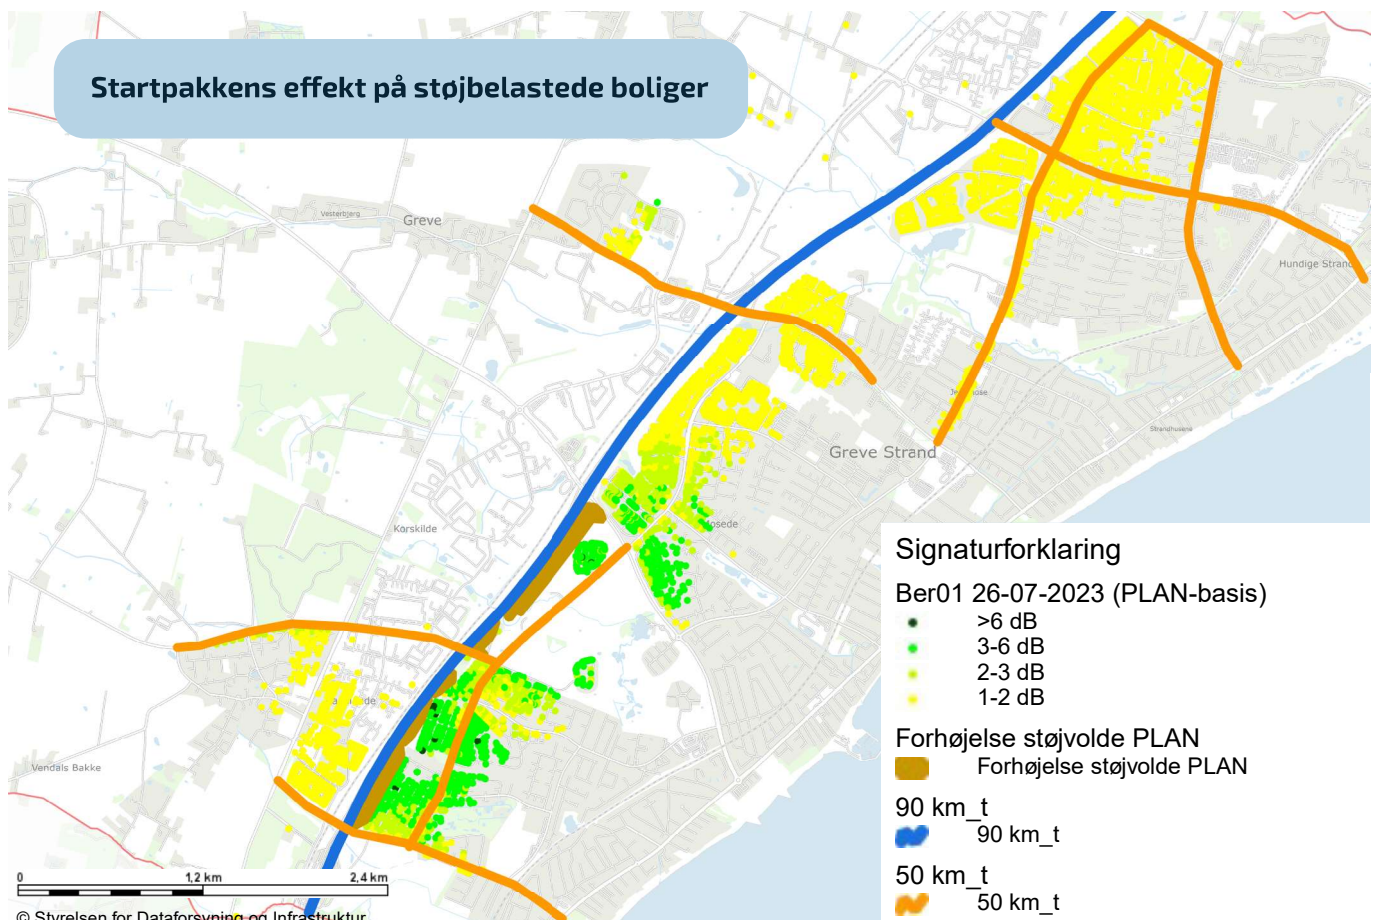 Startpakkens effekt på støjbelastede boliger
Vesterbjerg
Greve
Hundige Strand
Greve Strand
Strandhusene
Mosede
Karlskilde
Vendals Bakke
Signaturforklaring
Ber01 26-07-2023 (PLAN-basis)
>6 dB
3-6 dB
2-3 dB
1-2 dB
Forhøjelse støjvolde PLAN
Forhøjelse støjvolde PLAN
90 km_t
90 km_t
50 km_t
50 km_t
0 1,2 km 2,4 km
© Styrelsen for Dataforsyning og Infrastruktur